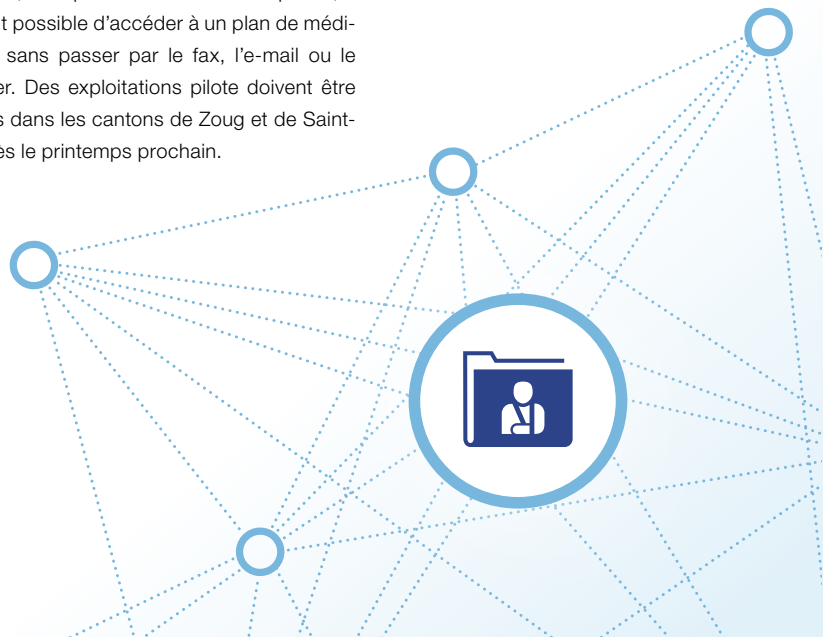 t possible d’accéder à un plan de médi-
sans passer par le fax, l’e-mail ou le
er. Des exploitations pilote doivent être
s dans les cantons de Zoug et de Saint-
ès le printemps prochain.